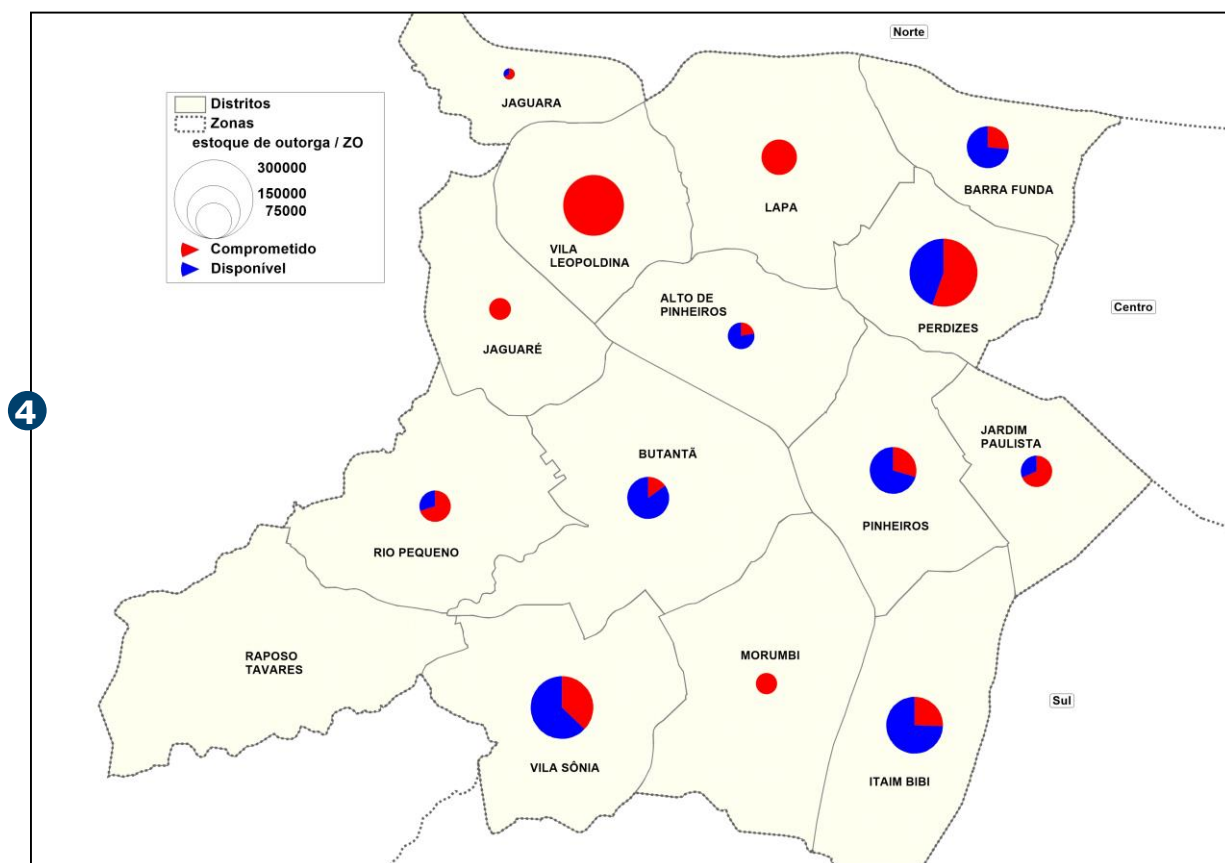 Norte
JAGUARA
Distritos
Zonas
estoque de outorga / ZO
300000
150000
75000
Comprometido
Disponível
BARRA FUNDA
LAPA
VILA
LEOPOLDINA
ALTO DE
PINHEIROS
Centro
PERDIZES
JAGUARÉ
4
JARDIM
PAULISTA
BUTANTÃ
PINHEIROS
RIO PEQUENO
RAPOSO
TAVARES
MORUMBI
Sul
VILA SÔNIA
ITAIM BIBI